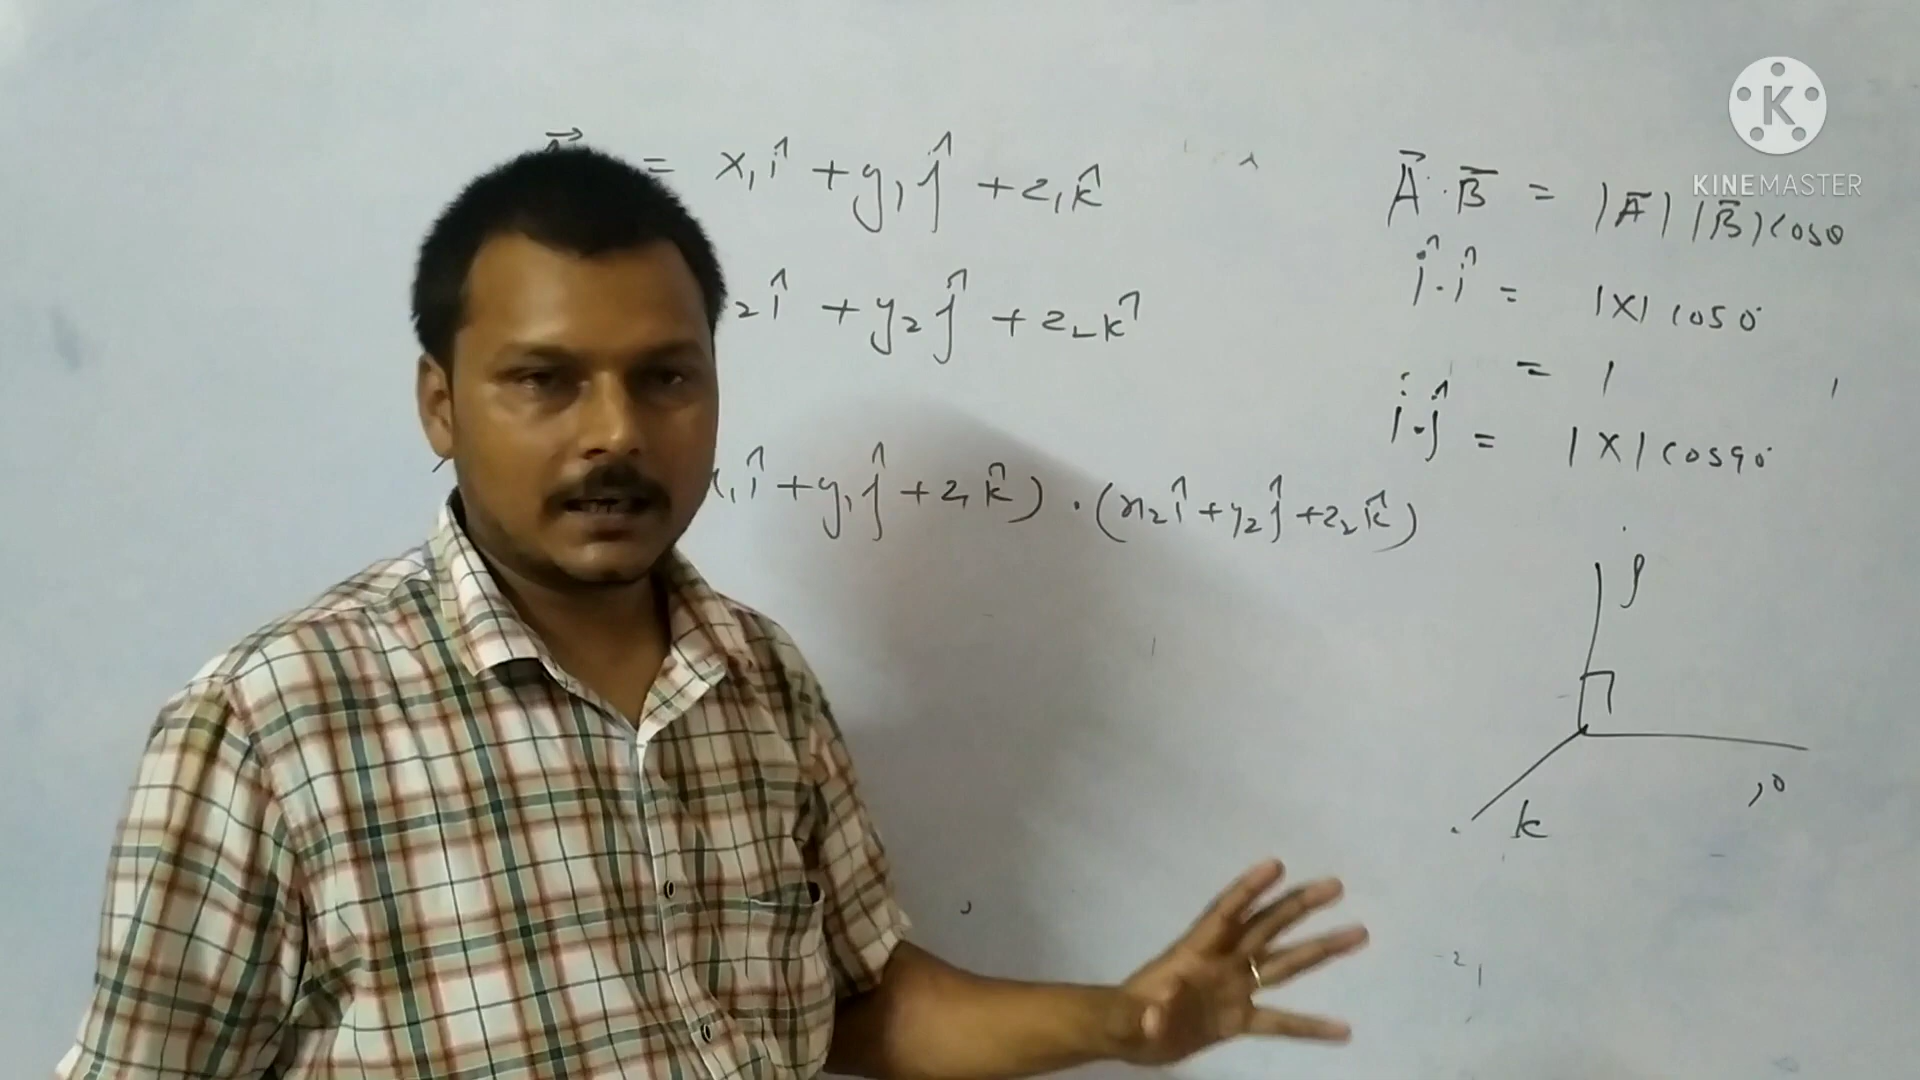 = x₁î + y₁ĵ + z₁k̂
₂î + y₂ĵ + z₂k̂
x₁î + y₁ĵ + z₁k̂) · (x₂î + y₂ĵ + z₂k̂)
A⃗ · B⃗ = |A⃗| |B⃗| cosθ
î · î = 1×1 cos0°
= 1
î · ĵ = 1×1 cos90°
j
i
k
KINEMASTER